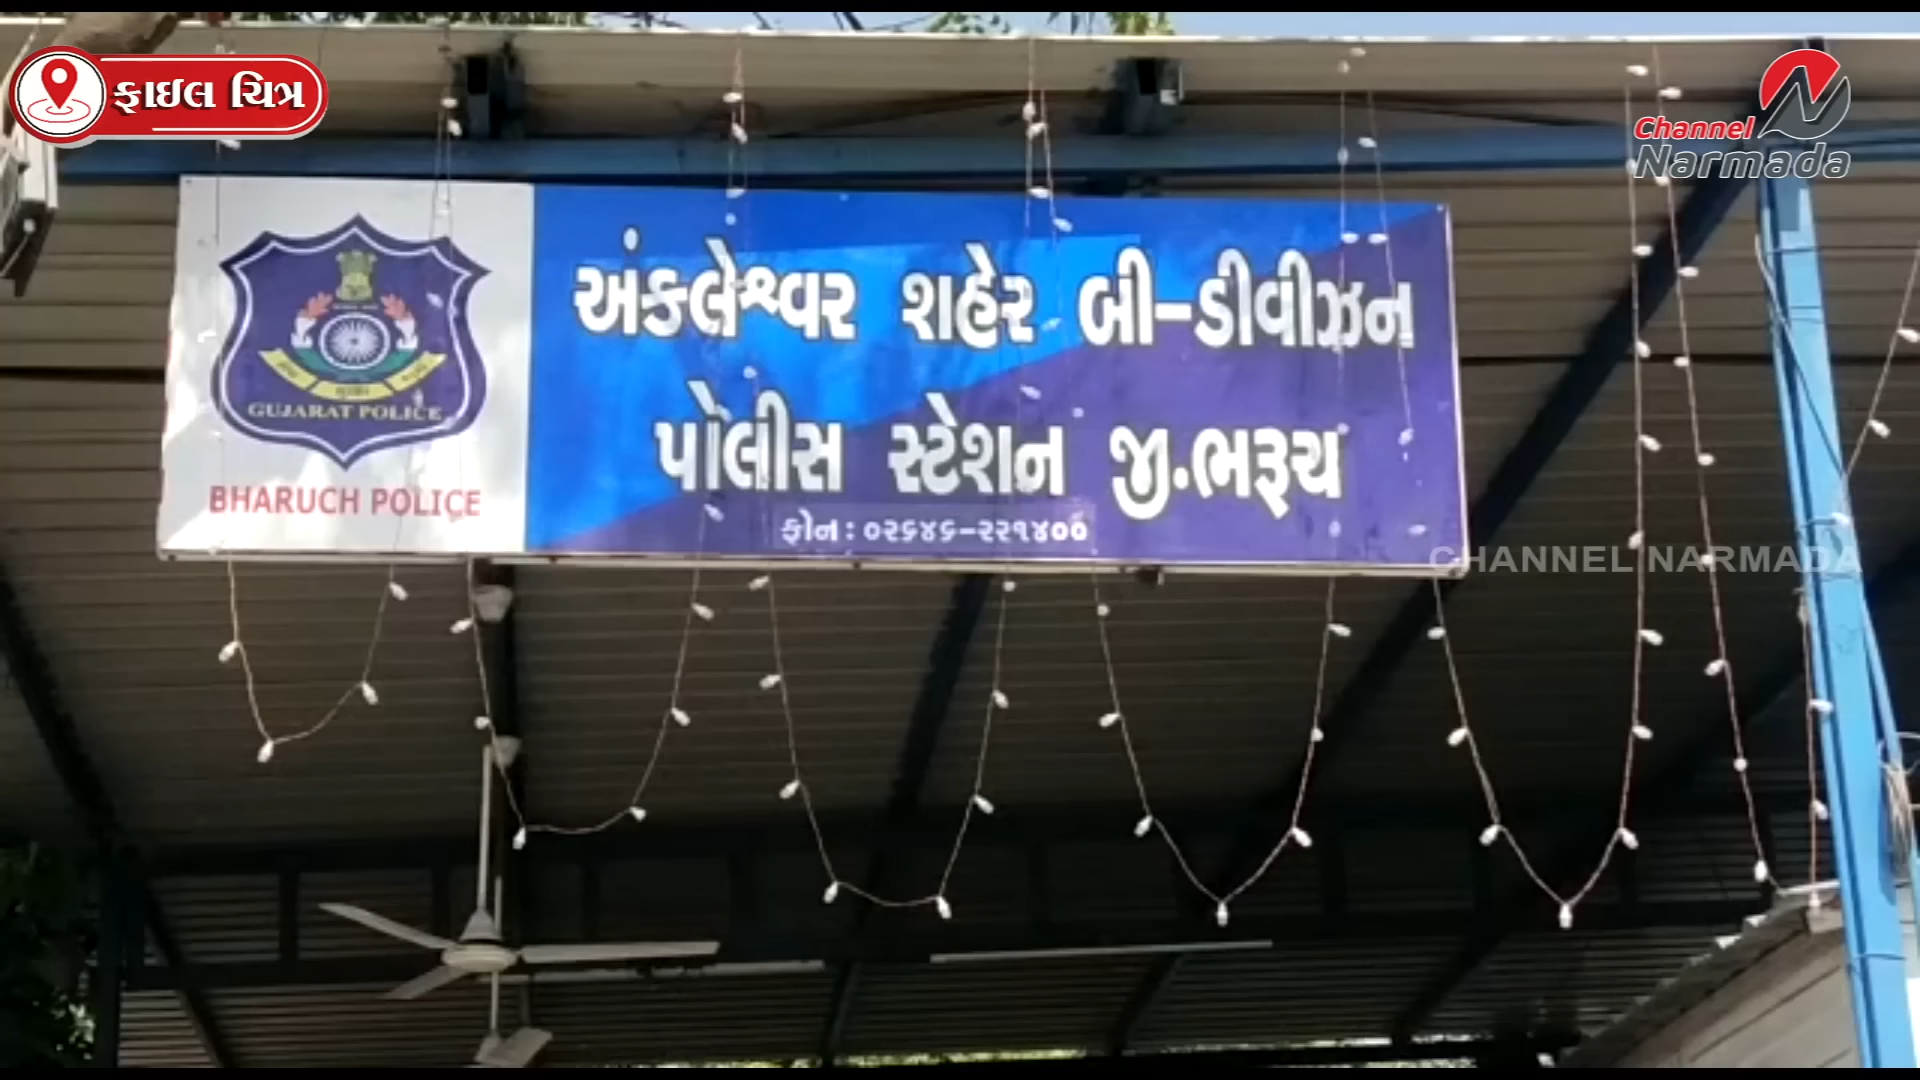 ફાઇલ ચિત્ર
Channel
Narmada
અંકલેશ્વર શહેર બી-ડીવીઝન
પોલીસ સ્ટેશન જી.ભરૂચ
ફોન : ૦૨૬૪૬-૨૨૧૪૦૦
GUJARAT POLICE
BHARUCH POLICE
CHANNEL NARMADA